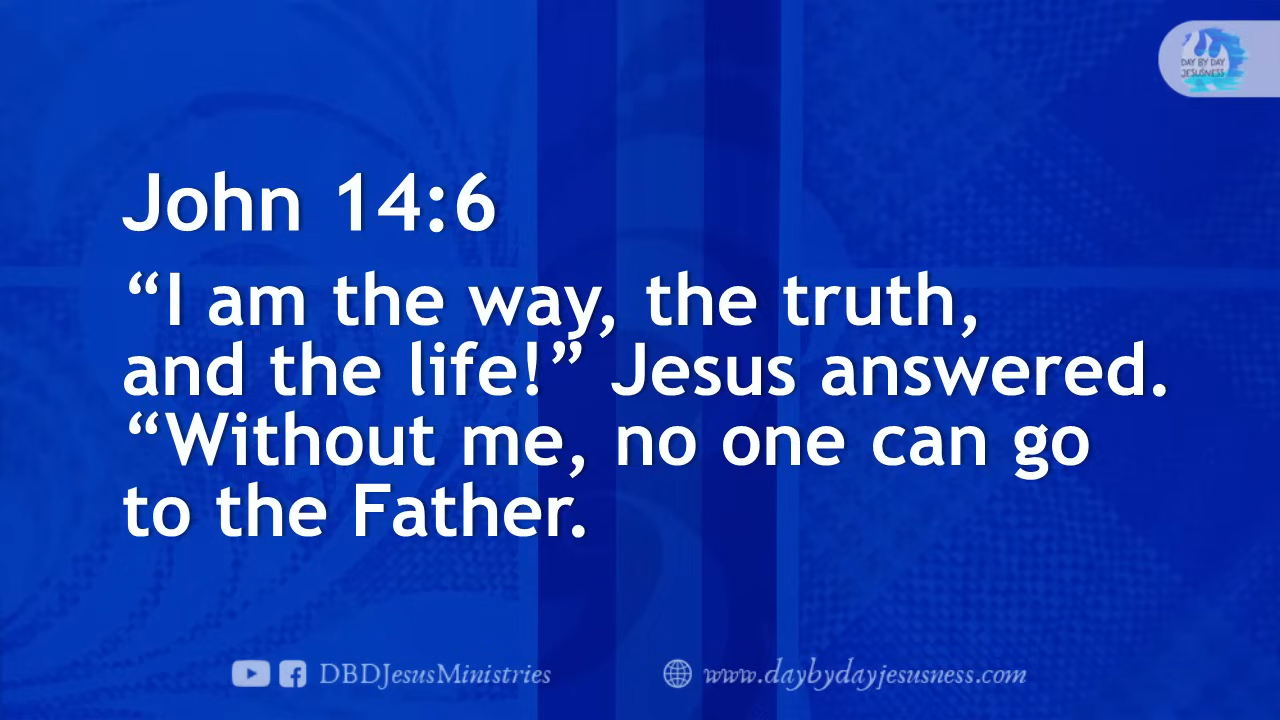 DAY BY DAY
JESUSNESS
John 14:6
“I am the way, the truth,
and the life!” Jesus answered.
“Without me, no one can go
to the Father.
DBDJesusMinistries
www.daybydayjesusness.com